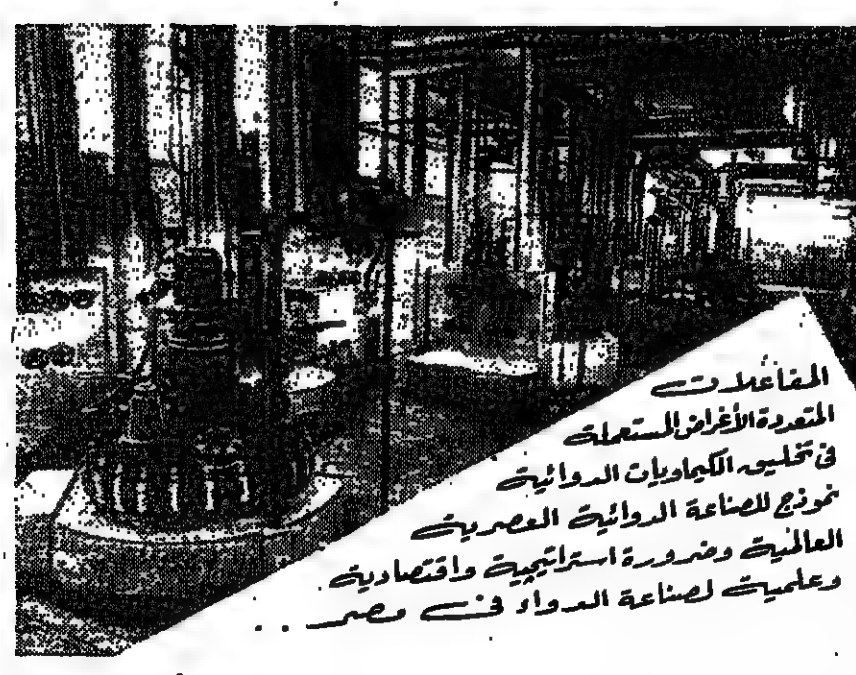 المفاعلات
المتعددة الأغراض المستعملة
فى تخليق الكيماويات الدوائية
نموذج للصناعة الدوائية العصرية
العالمية وضرورة استراتيجية واقتصادية
وعلمية لصناعة الدواء فى مصر . .